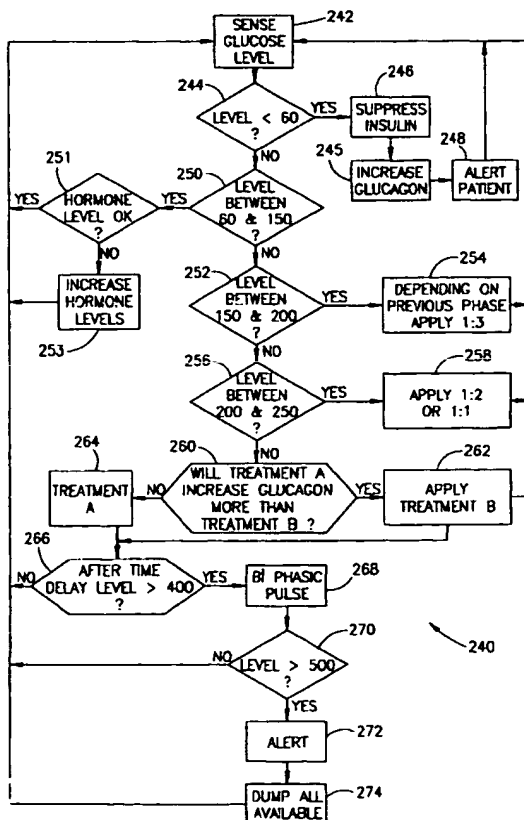 242
SENSE
GLUCOSE
LEVEL
244
LEVEL < 60
?
YES
NO
246
SUPPRESS
INSULIN
245
INCREASE
GLUCAGON
248
ALERT
PATIENT
251
HORMONE
LEVEL OK
?
YES
NO
250
LEVEL
BETWEEN
60 & 150
?
YES
NO
INCREASE
HORMONE
LEVELS
253
252
LEVEL
BETWEEN
150 & 200
?
YES
NO
254
DEPENDING ON
PREVIOUS PHASE
APPLY 1:3
256
LEVEL
BETWEEN
200 & 250
?
YES
NO
258
APPLY 1:2
OR 1:1
260
WILL TREATMENT A
INCREASE GLUCAGON
MORE THAN
TREATMENT B ?
NO
YES
262
APPLY
TREATMENT B
264
TREATMENT
A
266
AFTER TIME
DELAY LEVEL > 400
?
NO
YES
268
BI PHASIC
PULSE
270
LEVEL > 500
?
NO
YES
240
ALERT
272
DUMP ALL
AVAILABLE
274